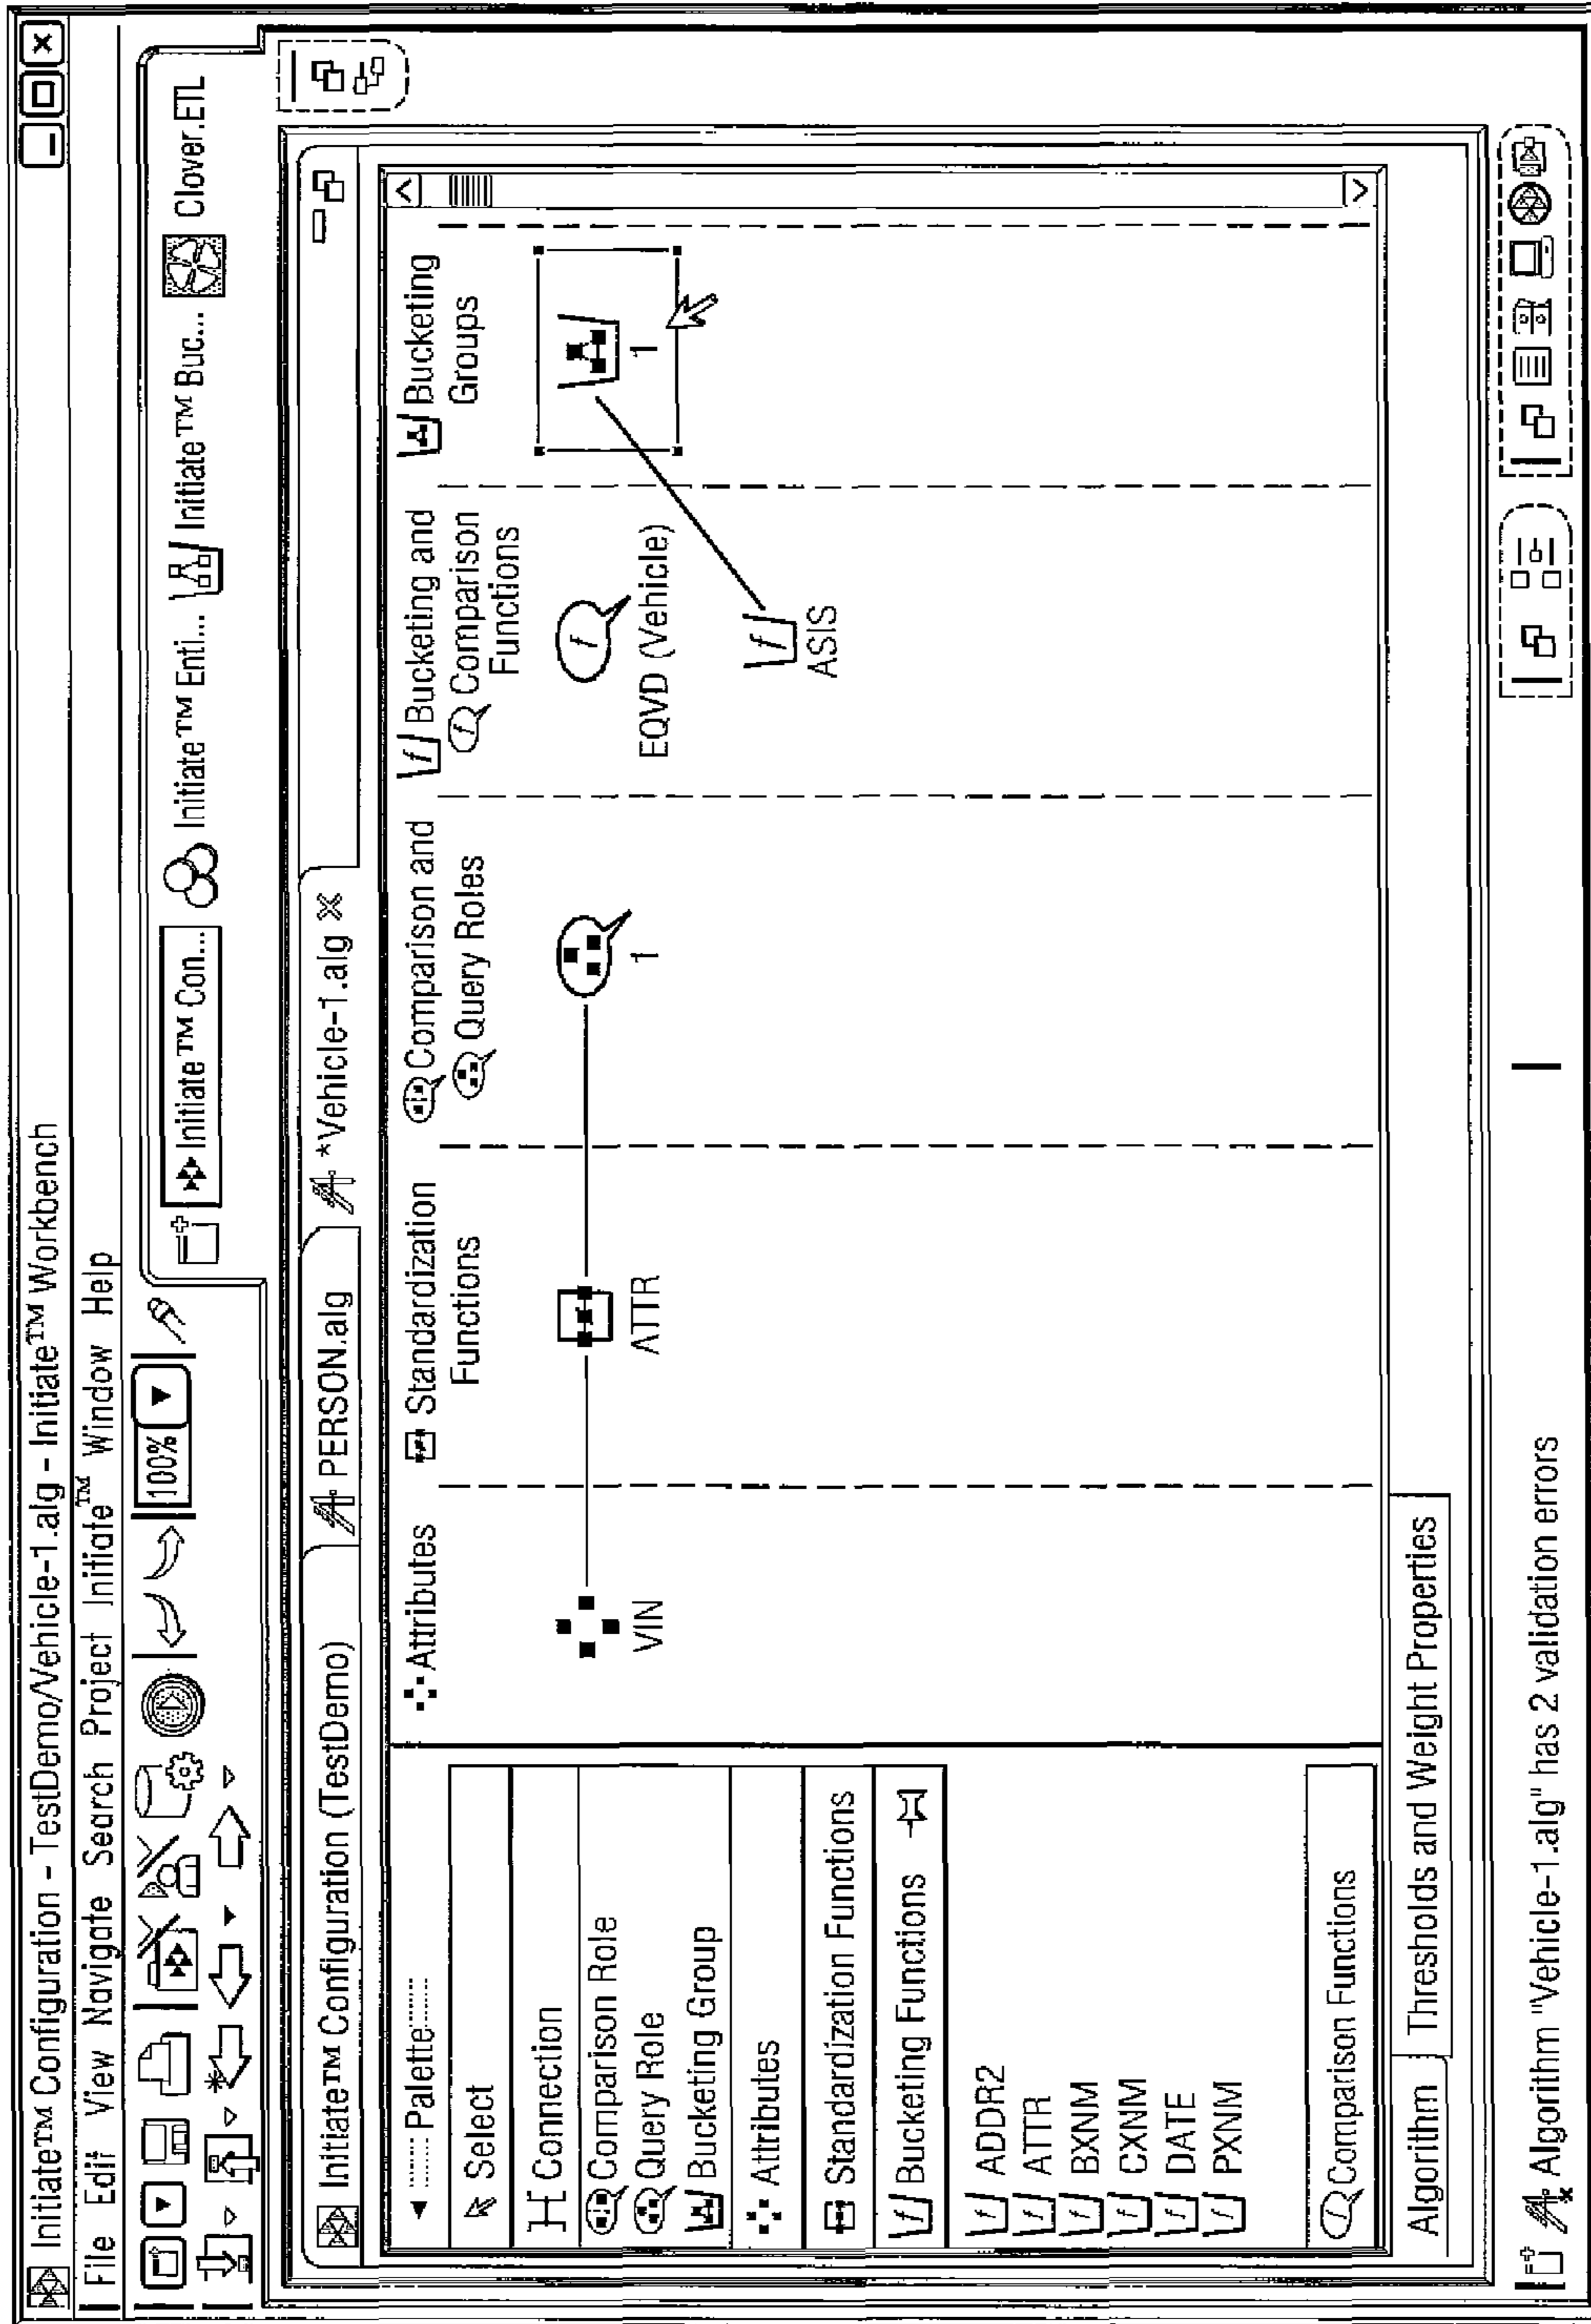 Initiate™ Configuration - TestDemo/Vehicle-1.alg - Initiate™ Workbench
File Edit View Navigate Search Project Initiate™ Window Help
100%
Initiate™ Con... Initiate™ Enti... Initiate™ Buc... Clover.ETL
Initiate™ Configuration (TestDemo) PERSON.alg *Vehicle-1.alg
Palette
Select
Connection
Comparison Role
Query Role
Bucketing Group
Attributes
Standardization Functions
Bucketing Functions
ADDR2
ATTR
BXNM
CXNM
DATE
PXNM
Comparison Functions
Attributes
VIN
Standardization
Functions
ATTR
Comparison and
Query Roles
1
Bucketing and
Comparison
Functions
EQVD (Vehicle)
ASIS
Bucketing
Groups
1
Algorithm Thresholds and Weight Properties
Algorithm "Vehicle-1.alg" has 2 validation errors